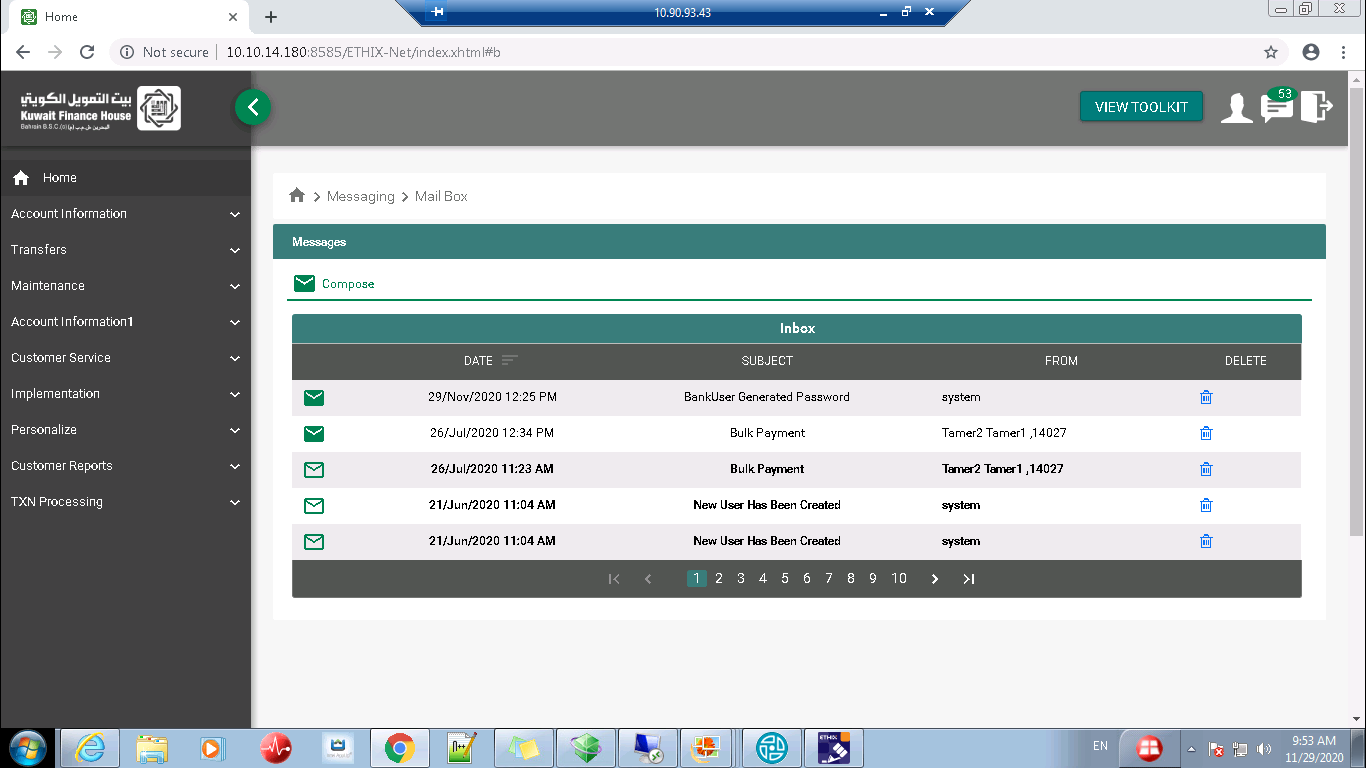 Home
10.90.93.43
Not secure
10.10.14.180:8585/ETHIX-Net/index.xhtml#b
بيت التمويل الكويتي
Kuwait Finance House
VIEW TOOLKIT
53
Home
Account Information
Transfers
Maintenance
Account Information1
Customer Service
Implementation
Personalize
Customer Reports
TXN Processing
Messaging
Mail Box
Messages
Compose
Inbox
DATE SUBJECT FROM DELETE
29/Nov/2020 12:25 PM BankUser Generated Password system
26/Jul/2020 12:34 PM Bulk Payment Tamer2 Tamer1 ,14027
26/Jul/2020 11:23 AM Bulk Payment Tamer2 Tamer1 ,14027
21/Jun/2020 11:04 AM New User Has Been Created system
21/Jun/2020 11:04 AM New User Has Been Created system
1 2 3 4 5 6 7 8 9 10
ETHIX
EN
9:53 AM
11/29/2020